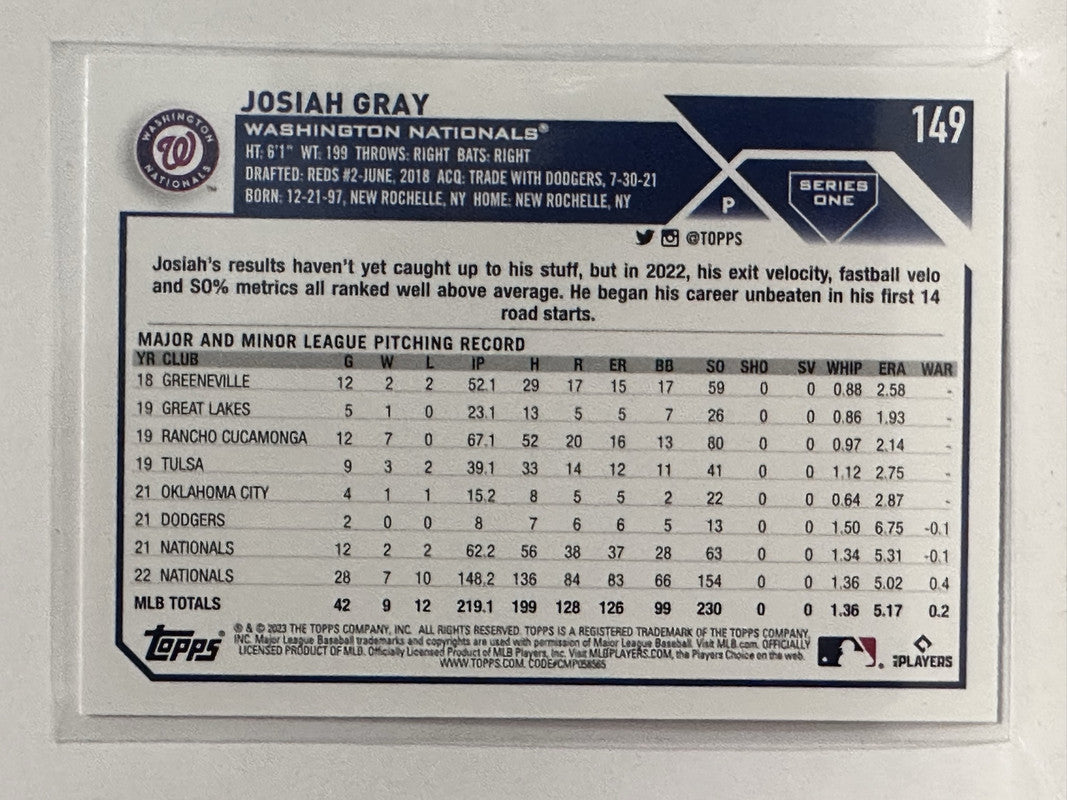 JOSIAH GRAY
149
WASHINGTON NATIONALS
WASHINGTON NATIONALS®
W
HT: 6'1" WT: 199 THROWS: RIGHT BATS: RIGHT
DRAFTED: REDS #2-JUNE, 2018 ACQ: TRADE WITH DODGERS, 7-30-21
BORN: 12-21-97, NEW ROCHELLE, NY HOME: NEW ROCHELLE, NY
P
SERIES
ONE
@TOPPS
Josiah's results haven't yet caught up to his stuff, but in 2022, his exit velocity, fastball velo
and SO% metrics all ranked well above average. He began his career unbeaten in his first 14
road starts.
MAJOR AND MINOR LEAGUE PITCHING RECORD
YR CLUB G W L IP H R ER BB SO SHO SV WHIP ERA WAR
18 GREENEVILLE 12 2 2 52.1 29 17 15 17 59 0 0 0.88 2.58 -
19 GREAT LAKES 5 1 0 23.1 13 5 5 7 26 0 0 0.86 1.93 -
19 RANCHO CUCAMONGA 12 7 0 67.1 52 20 16 13 80 0 0 0.97 2.14 -
19 TULSA 9 3 2 39.1 33 14 12 11 41 0 0 1.12 2.75 -
21 OKLAHOMA CITY 4 1 1 15.2 8 5 5 2 22 0 0 0.64 2.87 -
21 DODGERS 2 0 0 8 7 6 6 5 13 0 0 1.50 6.75 -0.1
21 NATIONALS 12 2 2 62.2 56 38 37 28 63 0 0 1.34 5.31 -0.1
22 NATIONALS 28 7 10 148.2 136 84 83 66 154 0 0 1.36 5.02 0.4
MLB TOTALS 42 9 12 219.1 199 128 126 99 230 0 0 1.36 5.17 0.2
TOPPS®
® & © 2023 THE TOPPS COMPANY, INC. ALL RIGHTS RESERVED. TOPPS IS A REGISTERED TRADEMARK OF THE TOPPS COMPANY,
INC. Major League Baseball trademarks and copyrights are used with permission of Major League Baseball. Visit MLB.com. OFFICIALLY
LICENSED PRODUCT OF MLB. Officially Licensed Product of MLB Players, Inc. Visit MLBPLAYERS.COM, the Players Choice on the web.
WWW.TOPPS.COM. CODE#CMP058565
PLAYERS